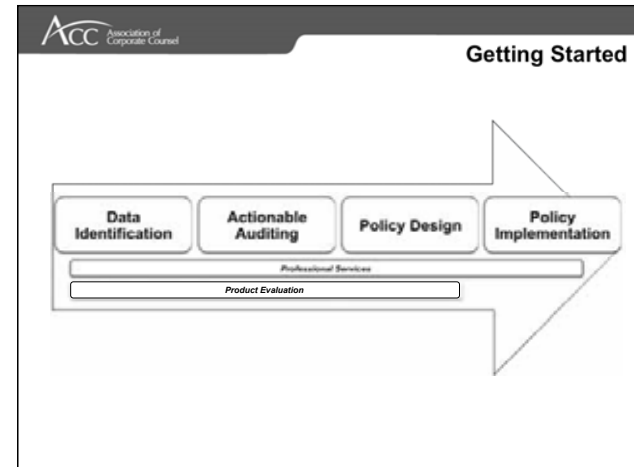 ACC Association of
Corporate Counsel
Getting Started
Data
Identification
Actionable
Auditing
Policy Design
Policy
Implementation
Professional Services
Product Evaluation